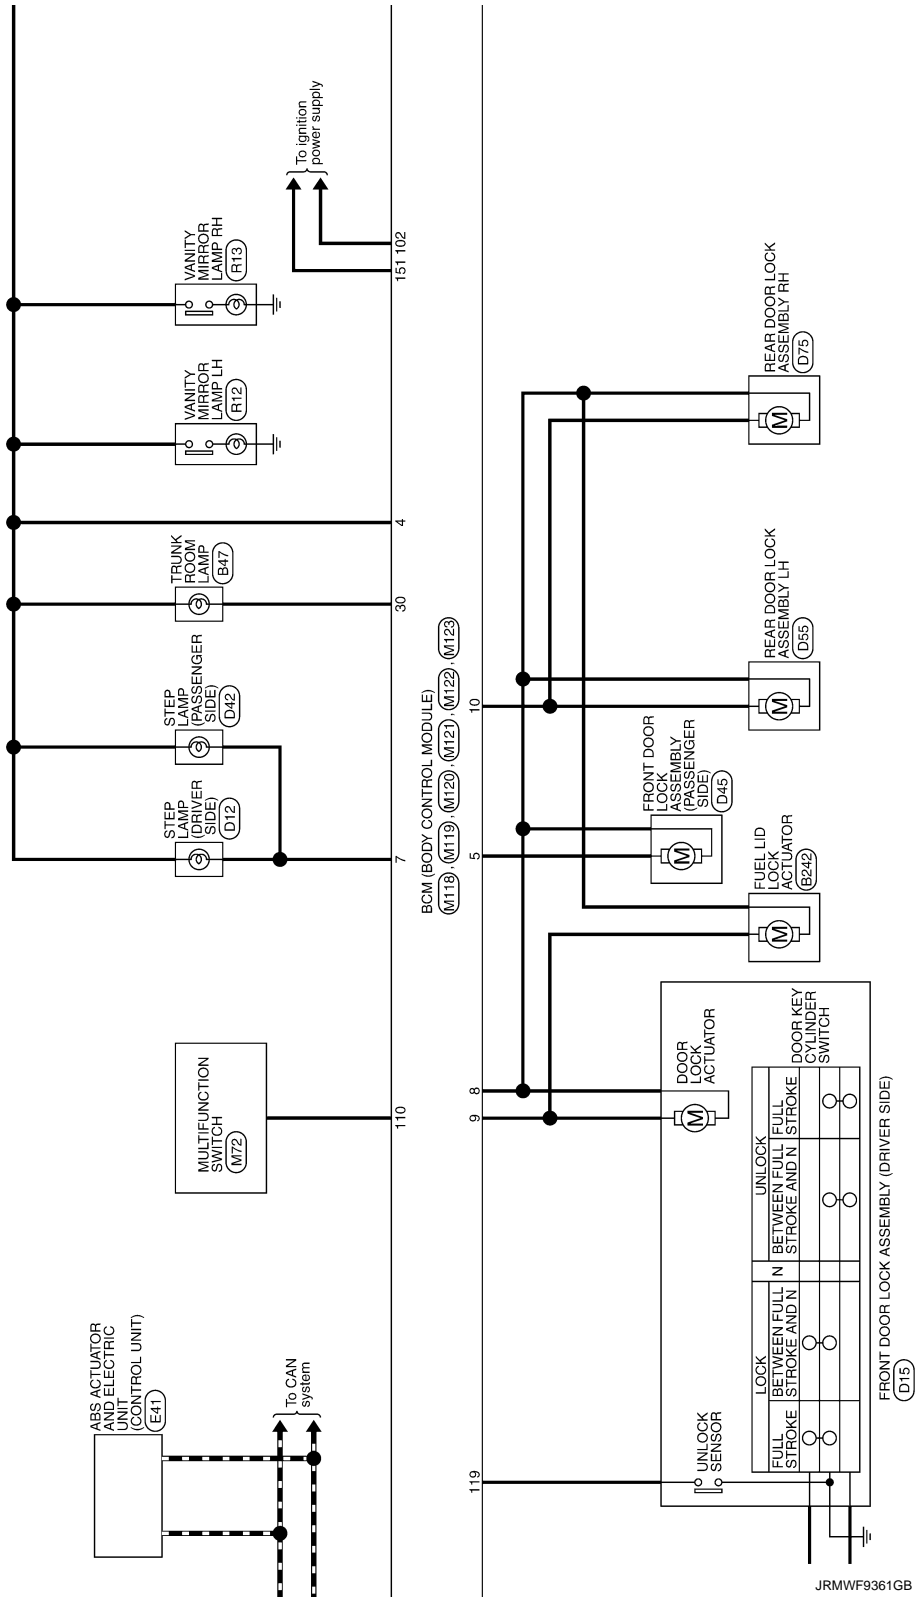 To ignition
power supply
VANITY
MIRROR
LAMP RH
R13
151
102
VANITY
MIRROR
LAMP LH
R12
4
TRUNK
ROOM
LAMP
B47
30
STEP
LAMP
(PASSENGER
SIDE)
D42
STEP
LAMP
(DRIVER
SIDE)
D12
7
MULTIFUNCTION
SWITCH
M72
110
ABS ACTUATOR
AND ELECTRIC
UNIT
(CONTROL UNIT)
E41
To CAN
system
BCM (BODY CONTROL MODULE)
M118 , M119 , M120 , M121 , M122 , M123
REAR DOOR LOCK
ASSEMBLY RH
D75
M
REAR DOOR LOCK
ASSEMBLY LH
D55
M
10
FRONT DOOR
LOCK
ASSEMBLY
(PASSENGER
SIDE)
D45
M
5
FUEL LID
LOCK
ACTUATOR
B242
M
8
9
DOOR
LOCK
ACTUATOR
M
DOOR KEY
CYLINDER
SWITCH
LOCK
N
UNLOCK
FULL
STROKE
BETWEEN FULL
STROKE AND N
BETWEEN FULL
STROKE AND N
FULL
STROKE
UNLOCK
SENSOR
119
FRONT DOOR LOCK ASSEMBLY (DRIVER SIDE)
D15
JRMWF9361GB